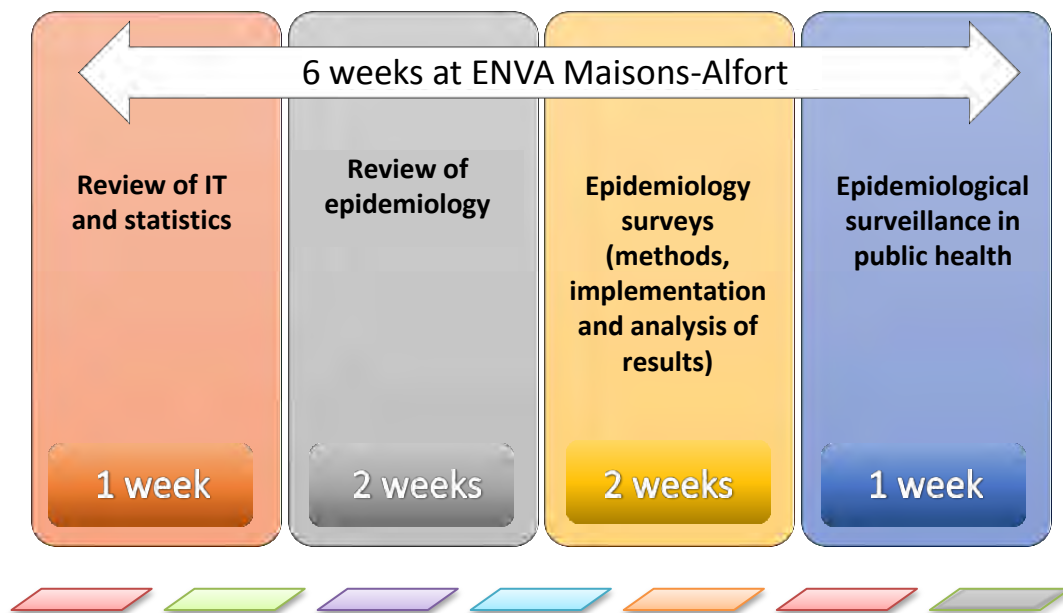 6 weeks at ENVA Maisons-Alfort
Review of IT
and statistics
1 week
Review of
epidemiology
2 weeks
Epidemiology
surveys
(methods,
implementation
and analysis of
results)
2 weeks
Epidemiological
surveillance in
public health
1 week